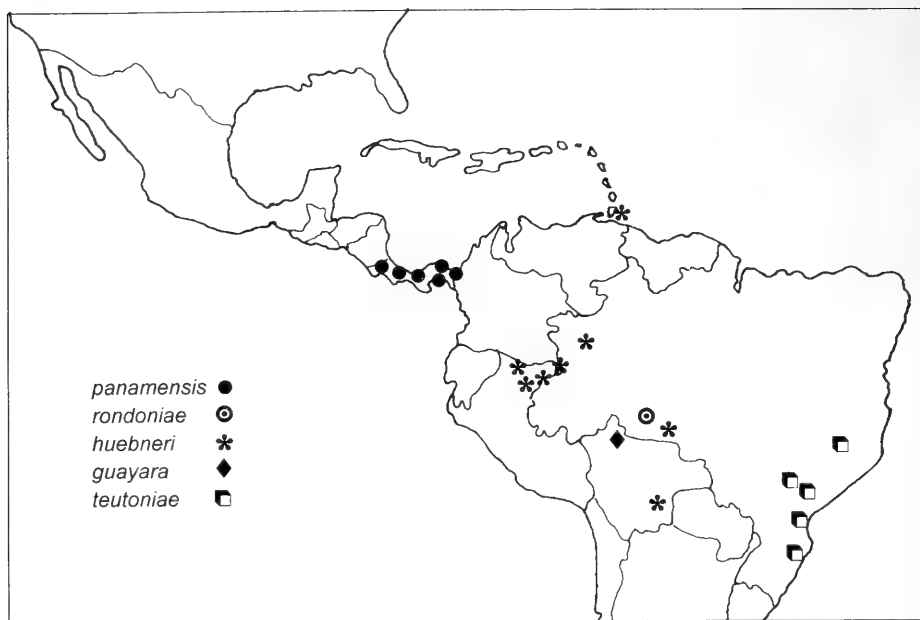 panamensis
rondoniae
huebneri
guayara
teutoniae